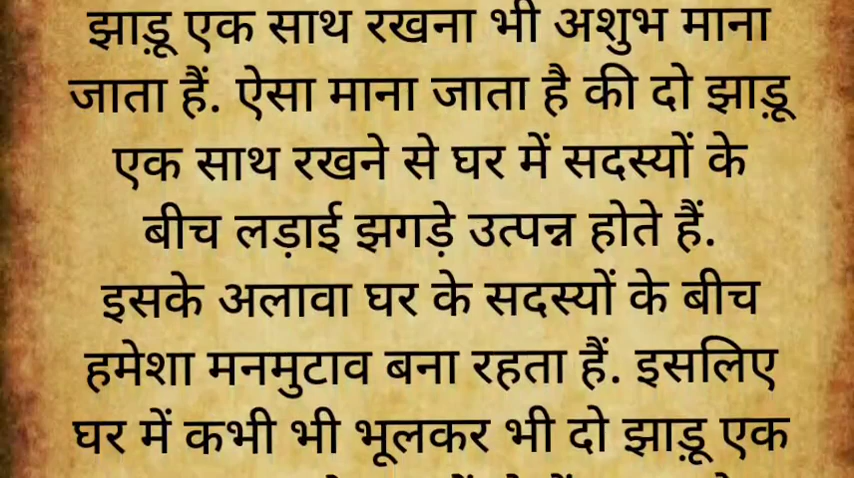 झाड़ू एक साथ रखना भी अशुभ माना
जाता हैं. ऐसा माना जाता है की दो झाड़ू
एक साथ रखने से घर में सदस्यों के
बीच लड़ाई झगड़े उत्पन्न होते हैं.
इसके अलावा घर के सदस्यों के बीच
हमेशा मनमुटाव बना रहता हैं. इसलिए
घर में कभी भी भूलकर भी दो झाड़ू एक